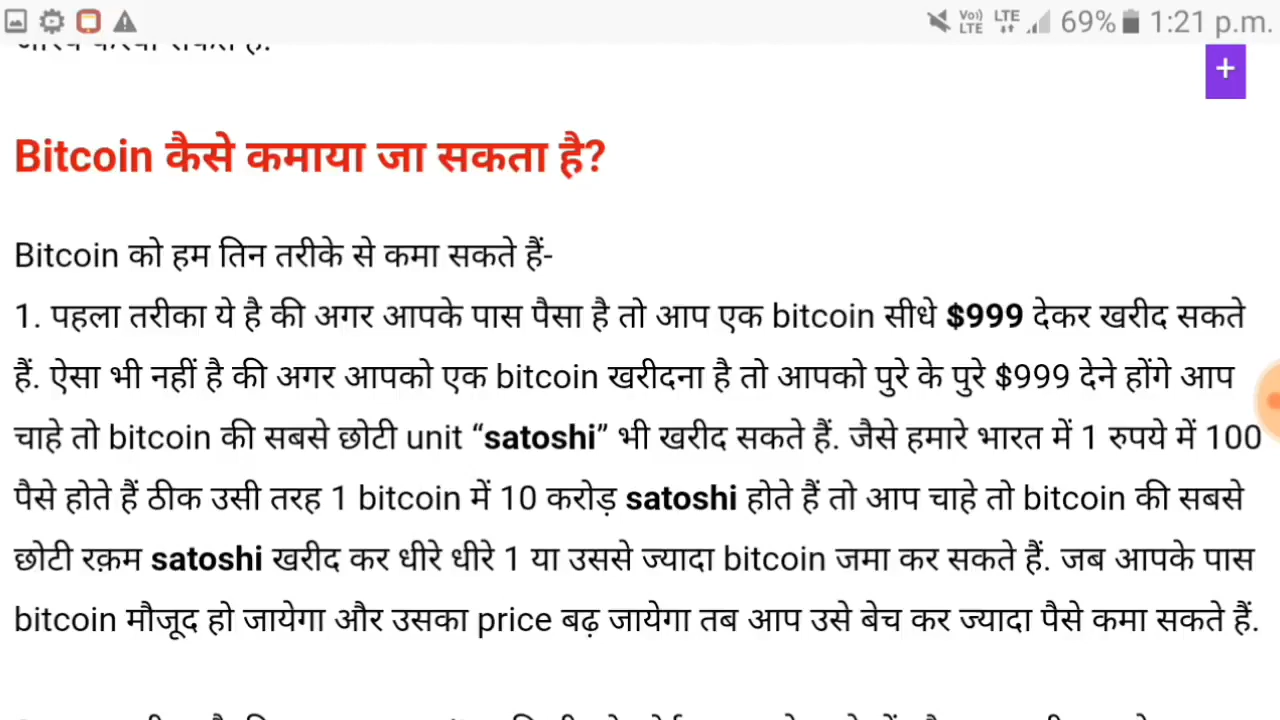 Vo) LTE LTE 69% 1:21 p.m.
+
Bitcoin कैसे कमाया जा सकता है?
Bitcoin को हम तिन तरीके से कमा सकते हैं-
1. पहला तरीका ये है की अगर आपके पास पैसा है तो आप एक bitcoin सीधे $999 देकर खरीद सकते
हैं. ऐसा भी नहीं है की अगर आपको एक bitcoin खरीदना है तो आपको पुरे के पुरे $999 देने होंगे आप
चाहे तो bitcoin की सबसे छोटी unit “satoshi” भी खरीद सकते हैं. जैसे हमारे भारत में 1 रुपये में 100
पैसे होते हैं ठीक उसी तरह 1 bitcoin में 10 करोड़ satoshi होते हैं तो आप चाहे तो bitcoin की सबसे
छोटी रक़म satoshi खरीद कर धीरे धीरे 1 या उससे ज्यादा bitcoin जमा कर सकते हैं. जब आपके पास
bitcoin मौजूद हो जायेगा और उसका price बढ़ जायेगा तब आप उसे बेच कर ज्यादा पैसे कमा सकते हैं.